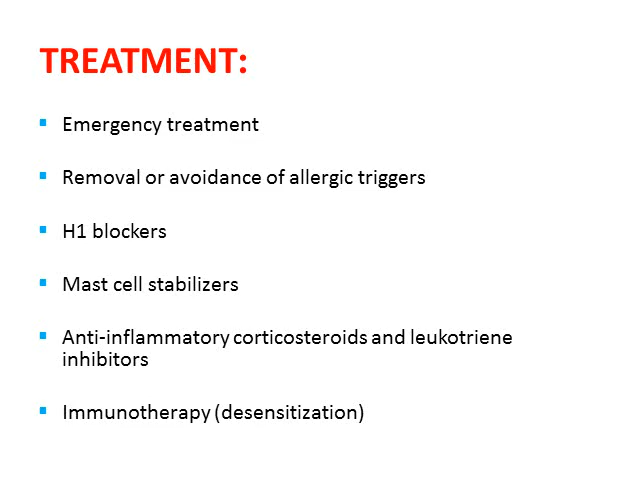 TREATMENT:
▪ Emergency treatment
▪ Removal or avoidance of allergic triggers
▪ H1 blockers
▪ Mast cell stabilizers
▪ Anti-inflammatory corticosteroids and leukotriene
inhibitors
▪ Immunotherapy (desensitization)